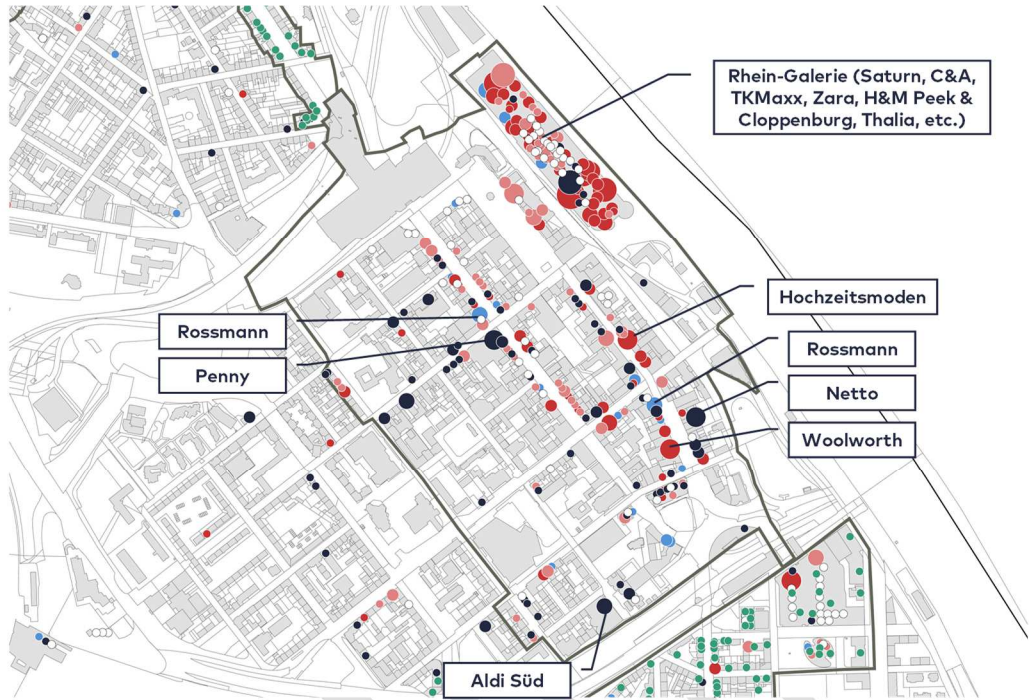 Rhein-Galerie (Saturn, C&A,
TKMaxx, Zara, H&M Peek &
Cloppenburg, Thalia, etc.)
Hochzeitsmoden
Rossmann
Rossmann
Penny
Netto
Woolworth
Aldi Süd